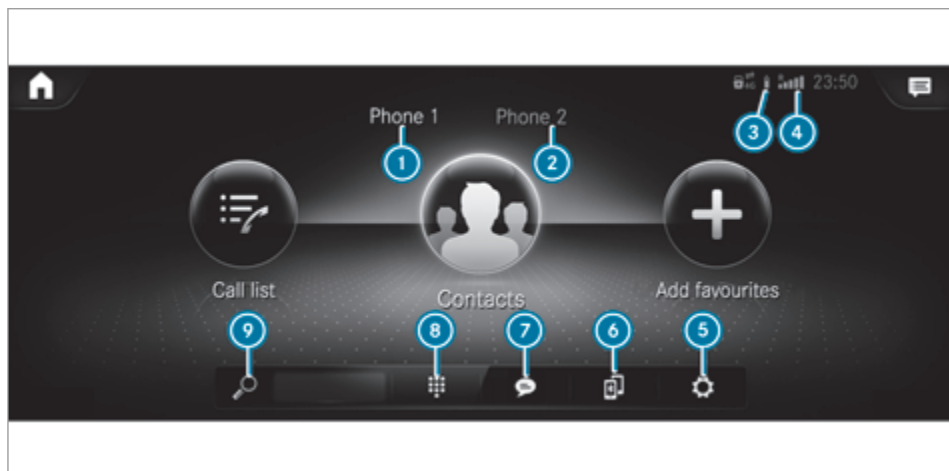 4G 23:50
3 4
Phone 1 Phone 2
1 2
Call list Contacts Add favourites
9 8 7 6 5